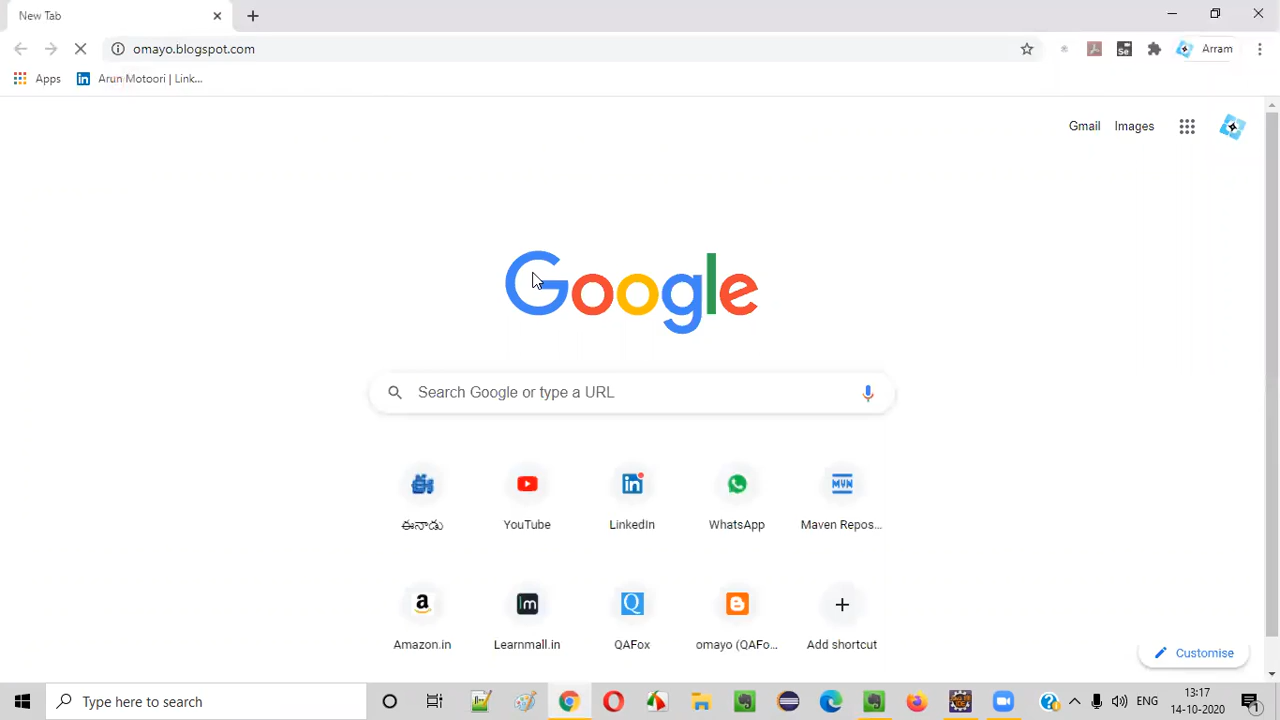 New Tab
omayo.blogspot.com
Arram
Apps
Arun Motoori | Link...
Gmail
Images
Google
Search Google or type a URL
ఈనాడు
YouTube
LinkedIn
WhatsApp
Maven Repos...
Amazon.in
Learnmall.in
QAFox
omayo (QAFo...
Add shortcut
Customise
Type here to search
ENG
13:17
14-10-2020